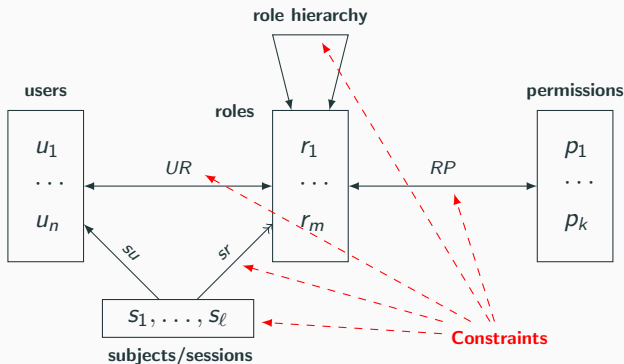 role hierarchy
users
permissions
roles
u₁
...
uₙ
UR
r₁
...
rₘ
RP
p₁
...
pₖ
su
sr
s₁, ..., sℓ
Constraints
subjects/sessions